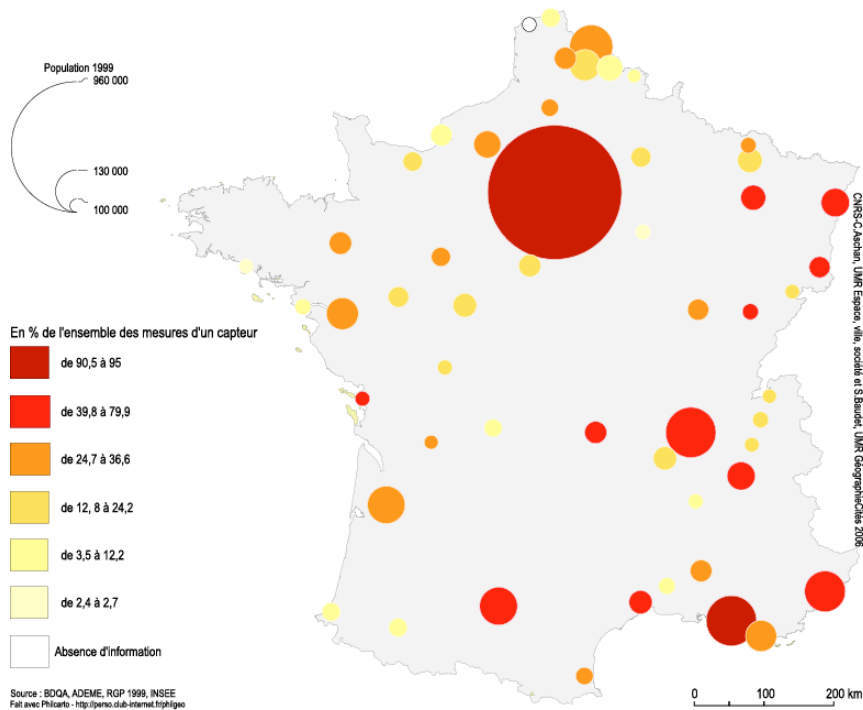 Population 1999
960 000
130 000
100 000
En % de l'ensemble des mesures d'un capteur
de 90,5 à 95
de 39,8 à 79,9
de 24,7 à 36,6
de 12, 8 à 24,2
de 3,5 à 12,2
de 2,4 à 2,7
Absence d'information
Source : BDQA, ADEME, RGP 1999, INSEE
Fait avec Philcarto - http://perso.club-internet.fr/philgeo
0 100 200 km
CNRS-C.Aschan, UMR Espace, ville, société et S.Baudet, UMR GéographieCités 2006